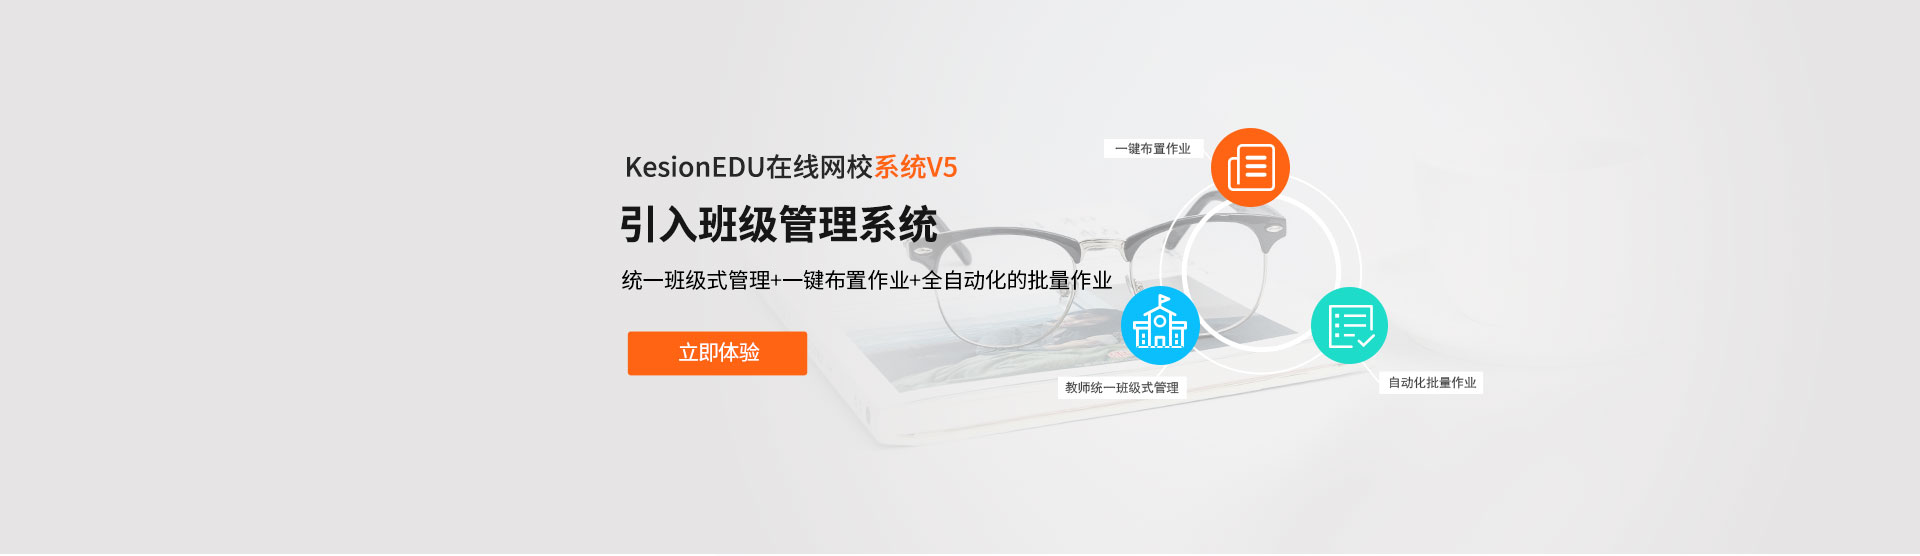 KesionEDU在线网校系统V5
引入班级管理系统
统一班级式管理+一键布置作业+全自动化的批量作业
立即体验
一键布置作业
教师统一班级式管理
自动化批量作业